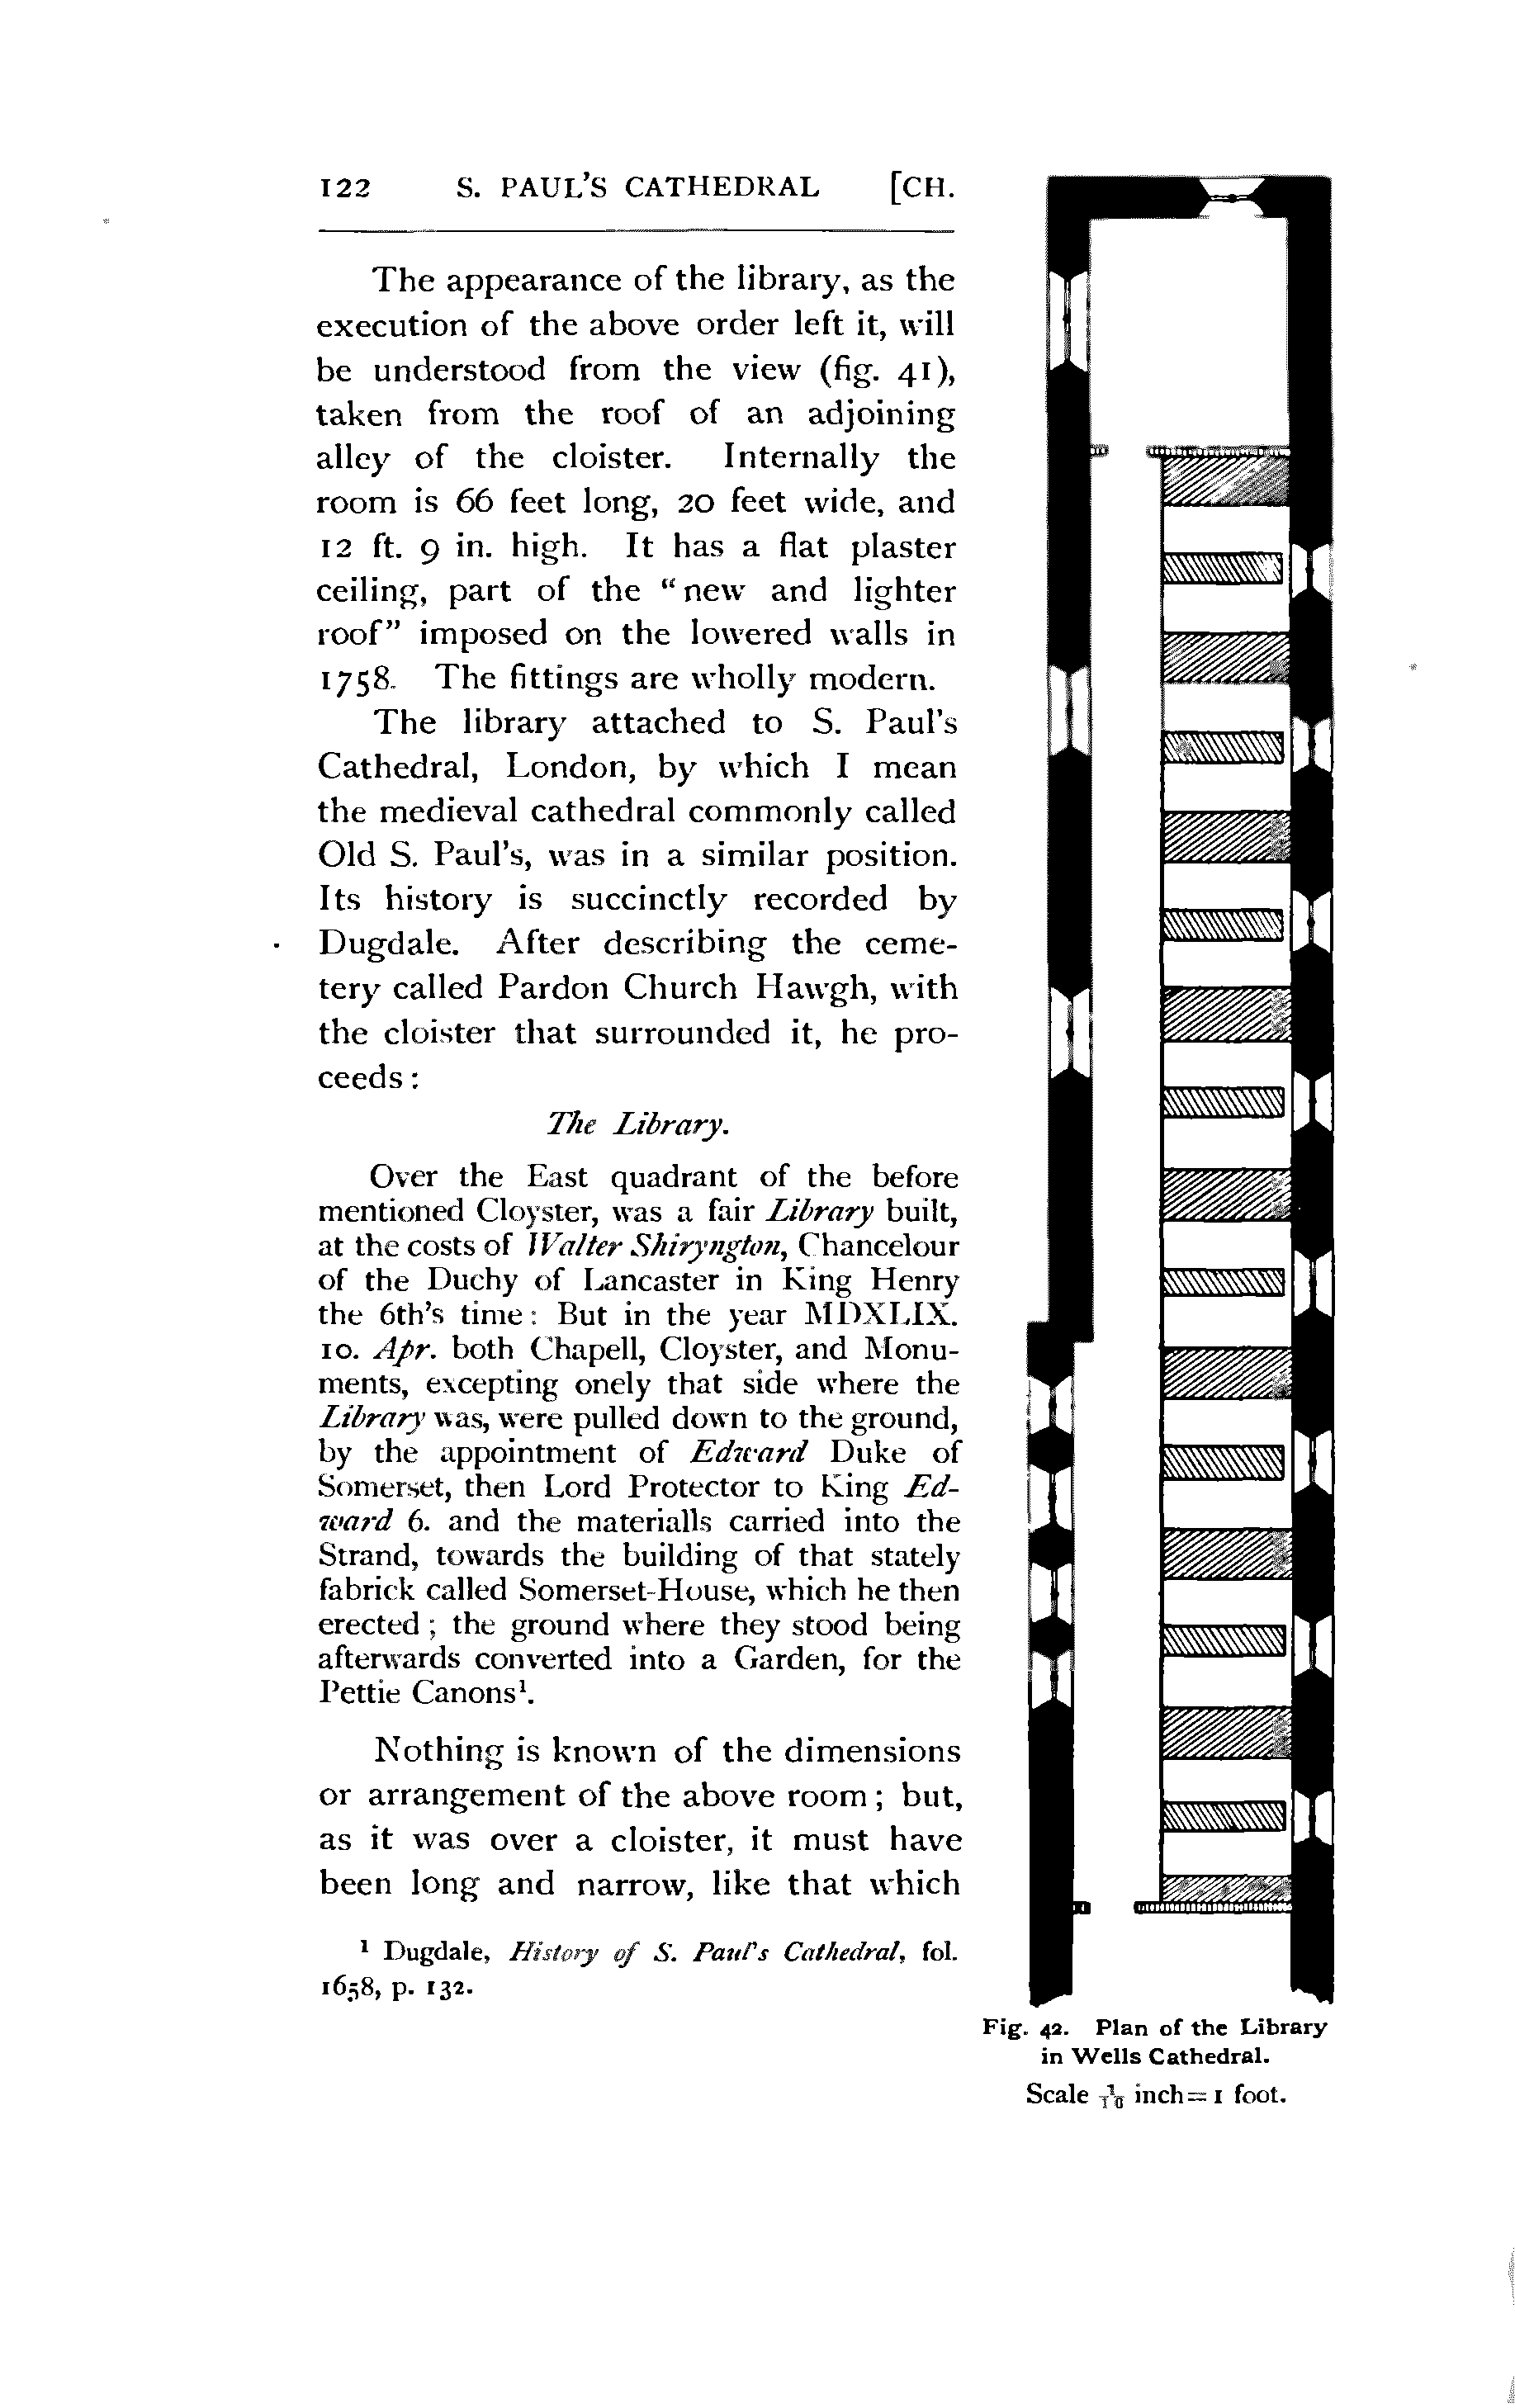 122 S. PAUL'S CATHEDRAL [CH.
The appearance of the library, as the
execution of the above order left it, will
be understood from the view (fig. 41),
taken from the roof of an adjoining
alley of the cloister. Internally the
room is 66 feet long, 20 feet wide, and
12 ft. 9 in. high. It has a flat plaster
ceiling, part of the “new and lighter
roof” imposed on the lowered walls in
1758. The fittings are wholly modern.
The library attached to S. Paul's
Cathedral, London, by which I mean
the medieval cathedral commonly called
Old S. Paul's, was in a similar position.
Its history is succinctly recorded by
Dugdale. After describing the ceme-
tery called Pardon Church Hawgh, with
the cloister that surrounded it, he pro-
ceeds:
The Library.
Over the East quadrant of the before
mentioned Cloyster, was a fair Library built,
at the costs of Walter Shiryngton, Chancelour
of the Duchy of Lancaster in King Henry
the 6th's time: But in the year MDXLIX.
10. Apr. both Chapell, Cloyster, and Monu-
ments, excepting onely that side where the
Library was, were pulled down to the ground,
by the appointment of Edward Duke of
Somerset, then Lord Protector to King Ed-
ward 6. and the materialls carried into the
Strand, towards the building of that stately
fabrick called Somerset-House, which he then
erected; the ground where they stood being
afterwards converted into a Garden, for the
Pettie Canons¹.
Nothing is known of the dimensions
or arrangement of the above room; but,
as it was over a cloister, it must have
been long and narrow, like that which
¹ Dugdale, History of S. Paul's Cathedral, fol.
1658, p. 132.
Fig. 42. Plan of the Library
in Wells Cathedral.
Scale 1/10 inch = 1 foot.